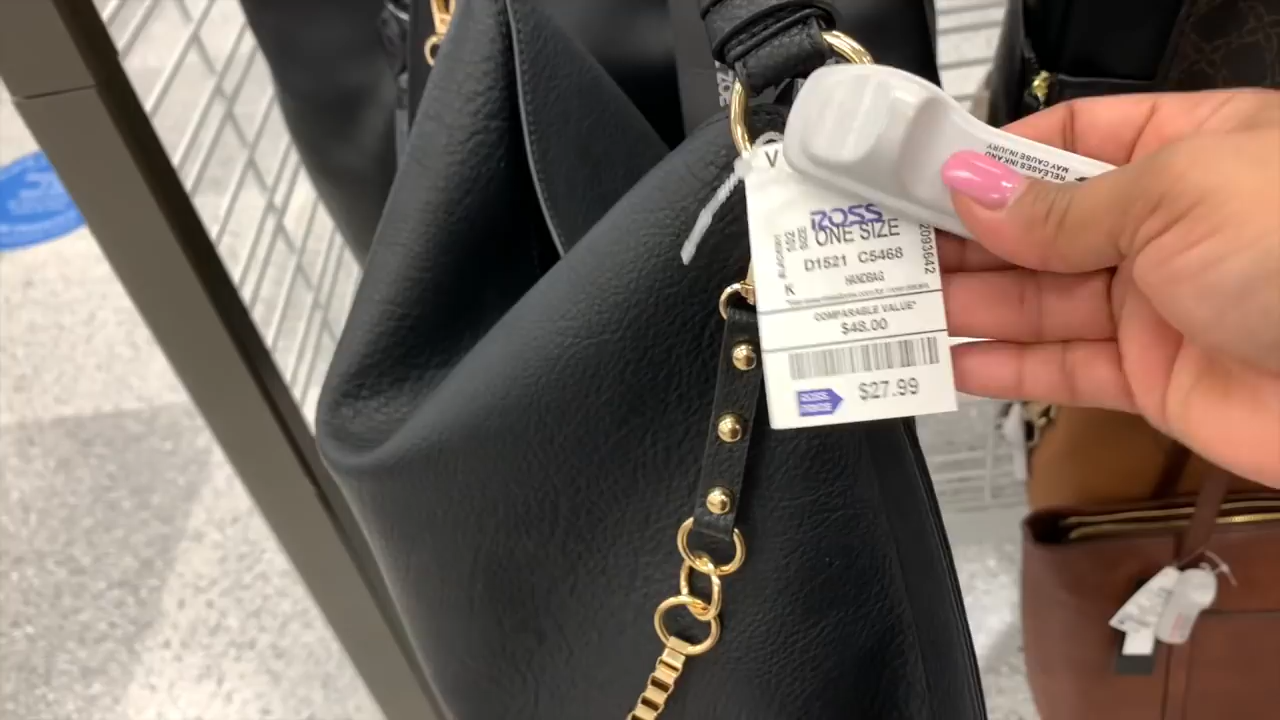 V
ROSS
ONE SIZE
D1521 C5468
K
HANDBAG
COMPARABLE VALUE*
$48.00
$27.99
SIZE
2093642
RELEASES INK AND
MAY CAUSE INJURY